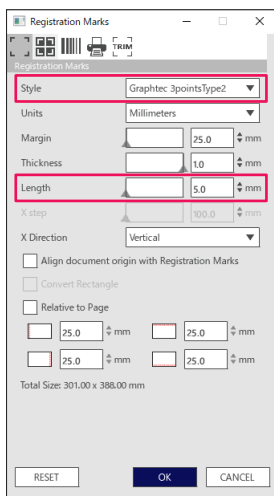 Registration Marks
TRIM
Registration Marks
Style Graphtec 3pointsType2
Units Millimeters
Margin 25.0 mm
Thickness 1.0 mm
Length 5.0 mm
X step 100.0 mm
X Direction Vertical
Align document origin with Registration Marks
Convert Rectangle
Relative to Page
25.0 mm 25.0 mm
25.0 mm 25.0 mm
Total Size: 301.00 x 388.00 mm
RESET OK CANCEL